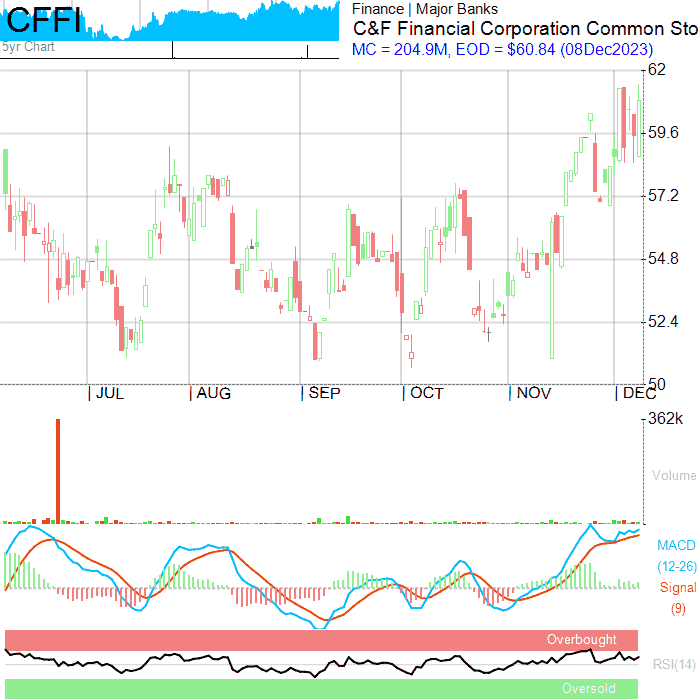 CFFI
5yr Chart
Finance | Major Banks
C&F Financial Corporation Common Sto
MC = 204.9M, EOD = $60.84 (08Dec2023)
62
59.6
57.2
54.8
52.4
50
JUL AUG SEP OCT NOV DEC
362k
Volume
MACD
(12-26)
Signal
(9)
Overbought
RSI(14)
Oversold